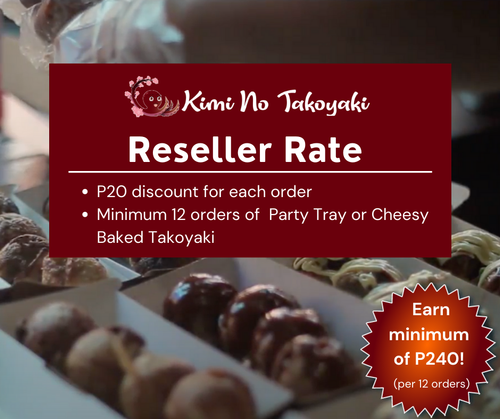 Kimi No Takoyaki
Reseller Rate
• P20 discount for each order
• Minimum 12 orders of Party Tray or Cheesy
Baked Takoyaki
Earn
minimum
of P240!
(per 12 orders)